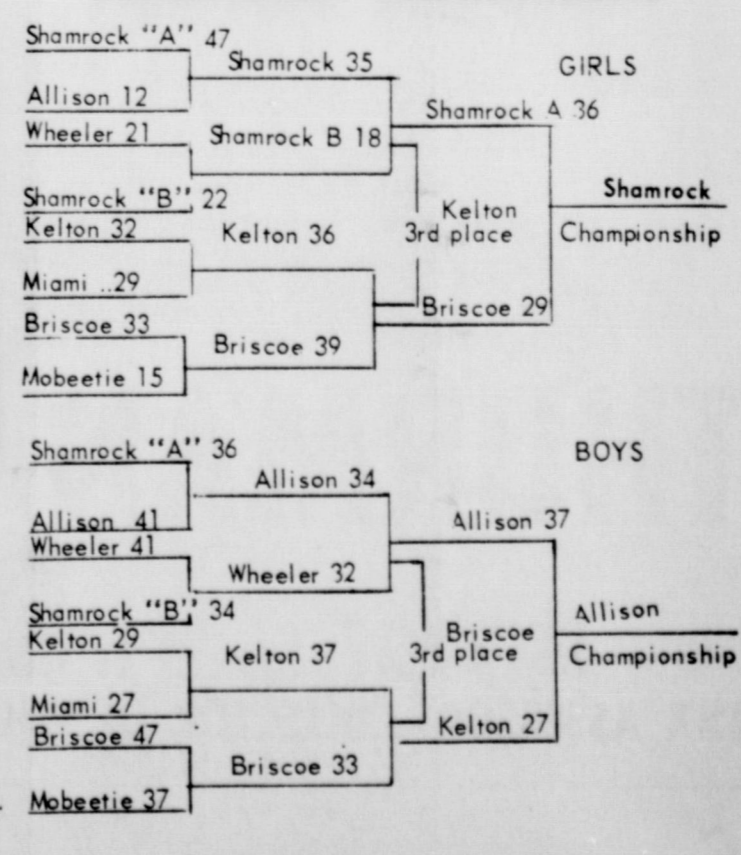 Shamrock "A" 47
Shamrock 35
GIRLS
Allison 12
Shamrock A 36
Wheeler 21
Shamrock B 18
Shamrock "B" 22
Shamrock
Kelton 32
Kelton 36
Kelton
3rd place
Championship
Miami ..29
Briscoe 29
Briscoe 33
Briscoe 39
Mobeetie 15
Shamrock "A" 36
BOYS
Allison 34
Allison 41
Allison 37
Wheeler 41
Wheeler 32
Shamrock "B" 34
Allison
Kelton 29
Kelton 37
Briscoe
3rd place
Championship
Miami 27
Kelton 27
Briscoe 47
Briscoe 33
Mobeetie 37